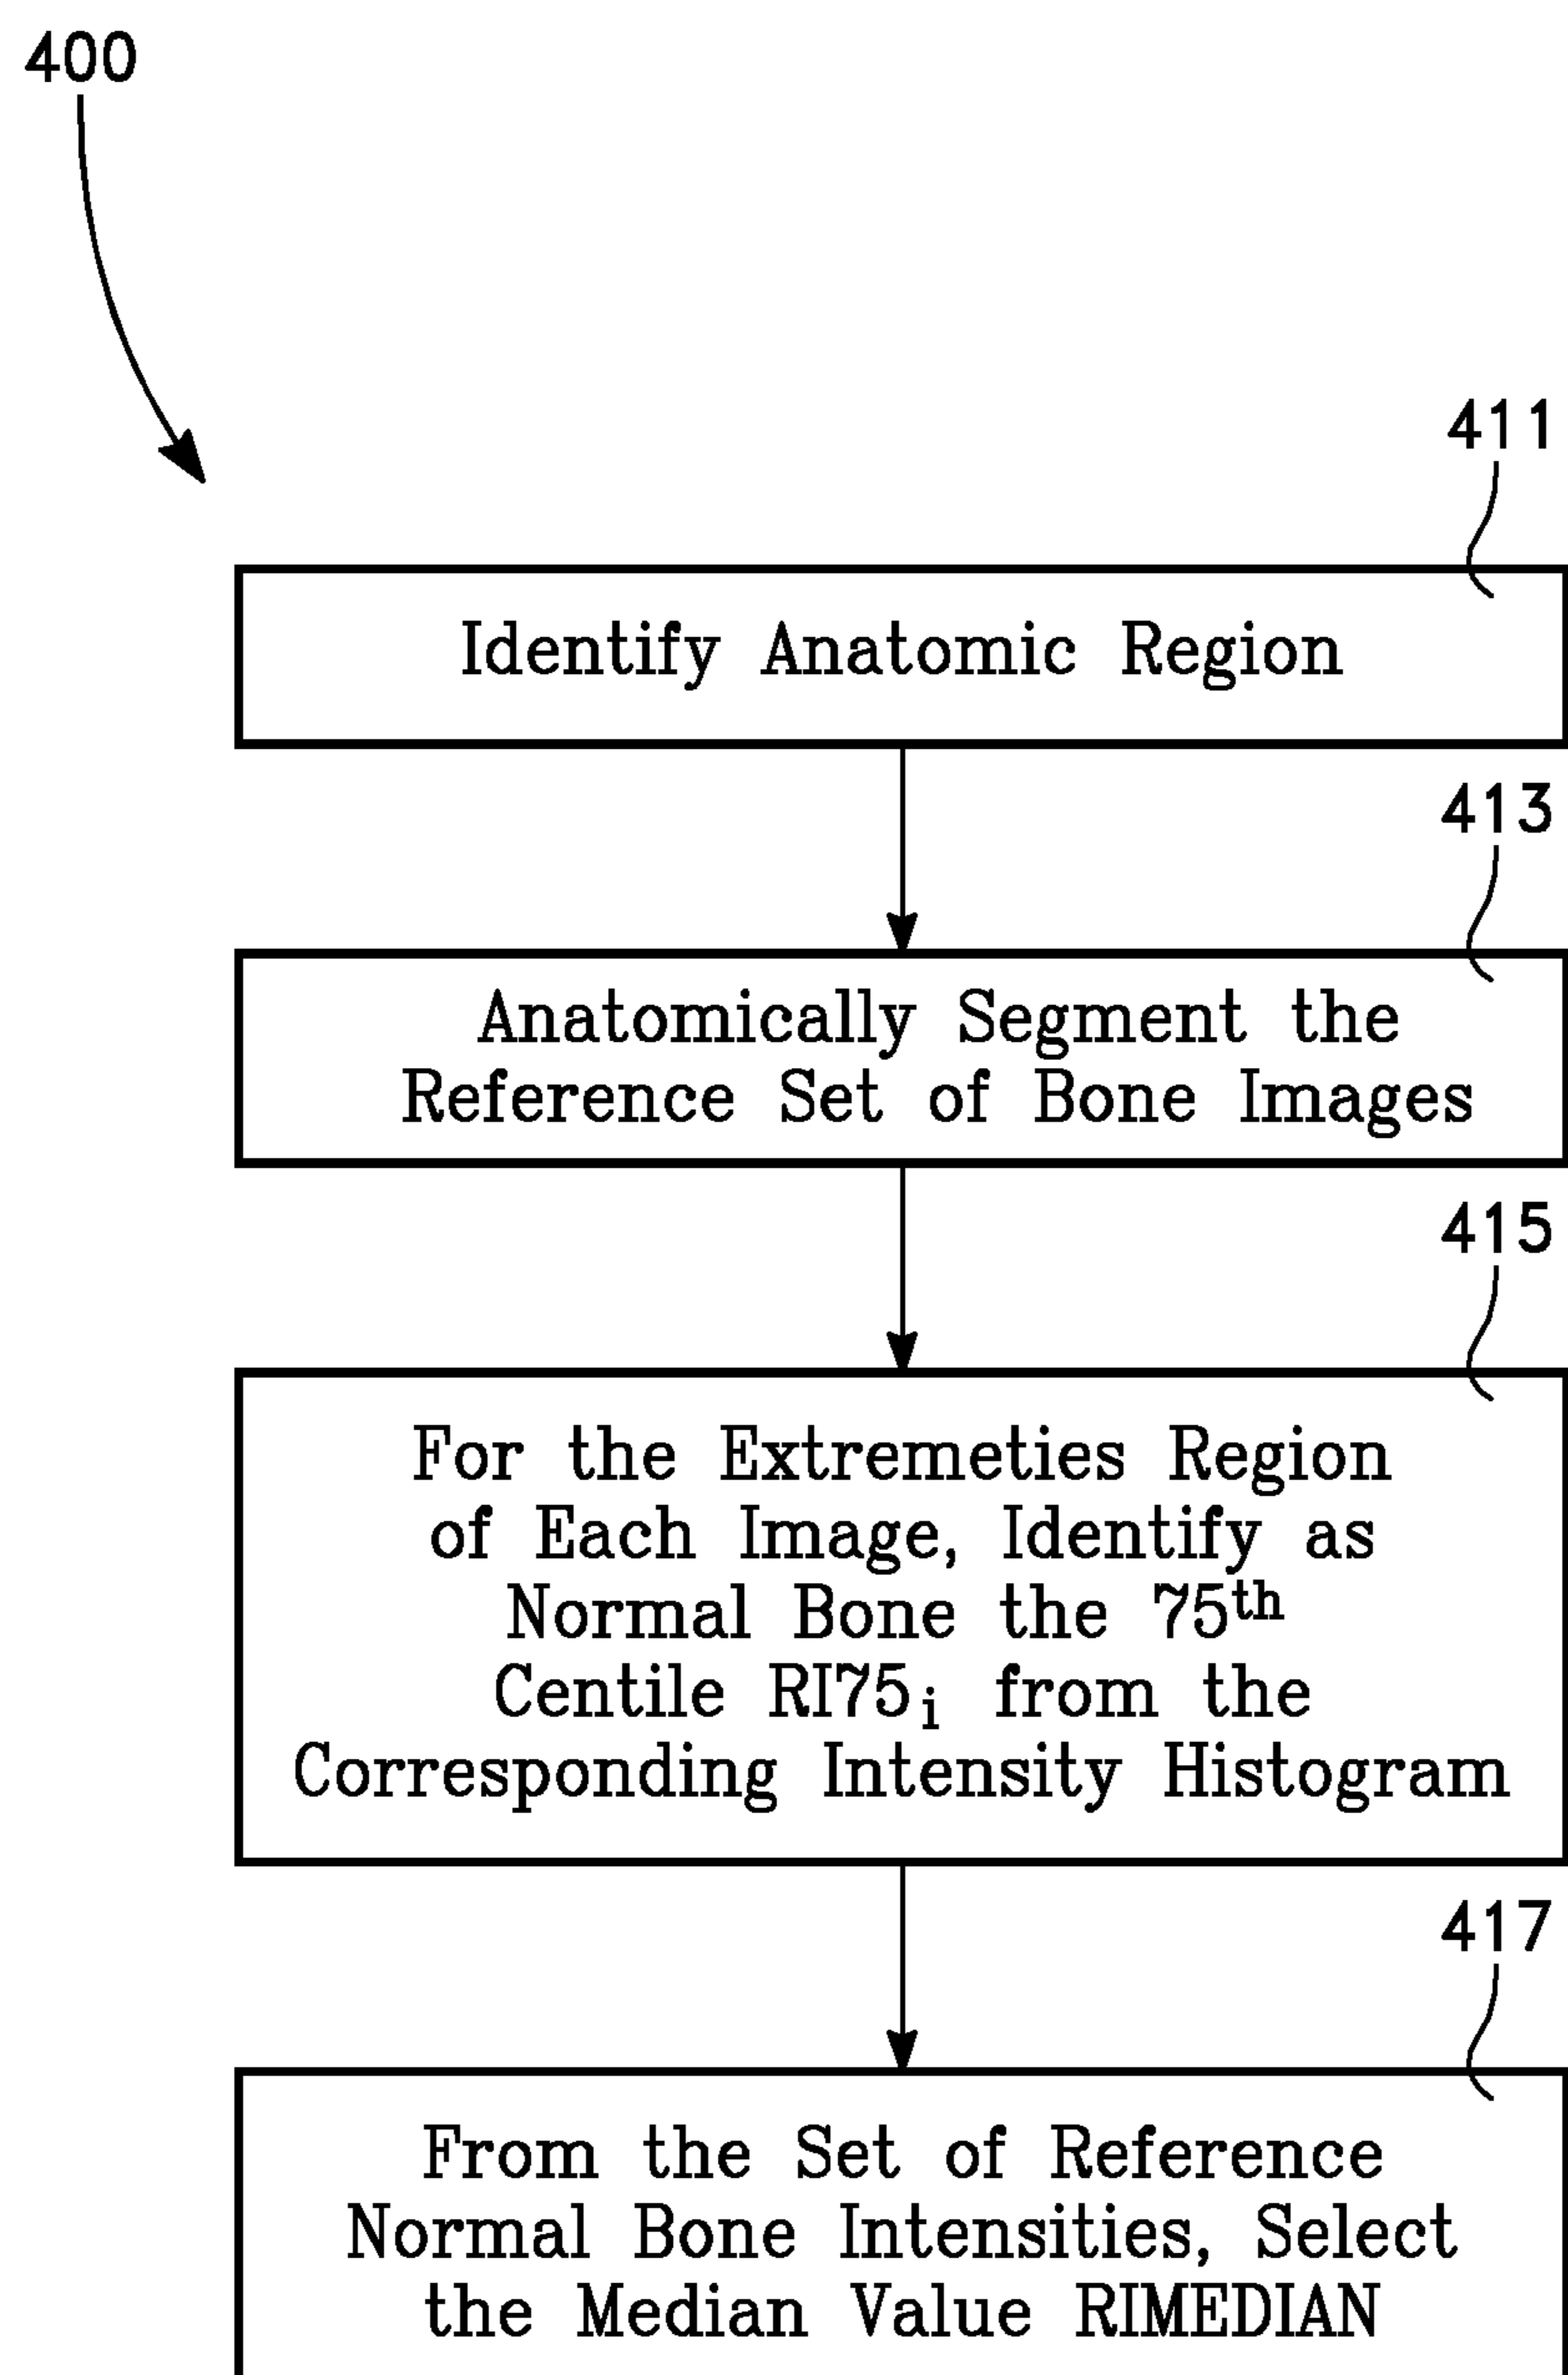 400
411
Identify Anatomic Region
413
Anatomically Segment the
Reference Set of Bone Images
415
For the Extremeties Region
of Each Image, Identify as
Normal Bone the 75th
Centile RI75i from the
Corresponding Intensity Histogram
417
From the Set of Reference
Normal Bone Intensities, Select
the Median Value RIMEDIAN